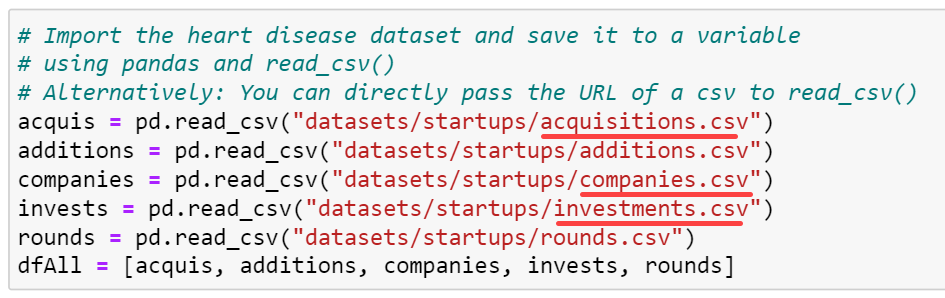 # Import the heart disease dataset and save it to a variable
# using pandas and read_csv()
# Alternatively: You can directly pass the URL of a csv to read_csv()
acquis = pd.read_csv("datasets/startups/acquisitions.csv")
additions = pd.read_csv("datasets/startups/additions.csv")
companies = pd.read_csv("datasets/startups/companies.csv")
invests = pd.read_csv("datasets/startups/investments.csv")
rounds = pd.read_csv("datasets/startups/rounds.csv")
dfAll = [acquis, additions, companies, invests, rounds]